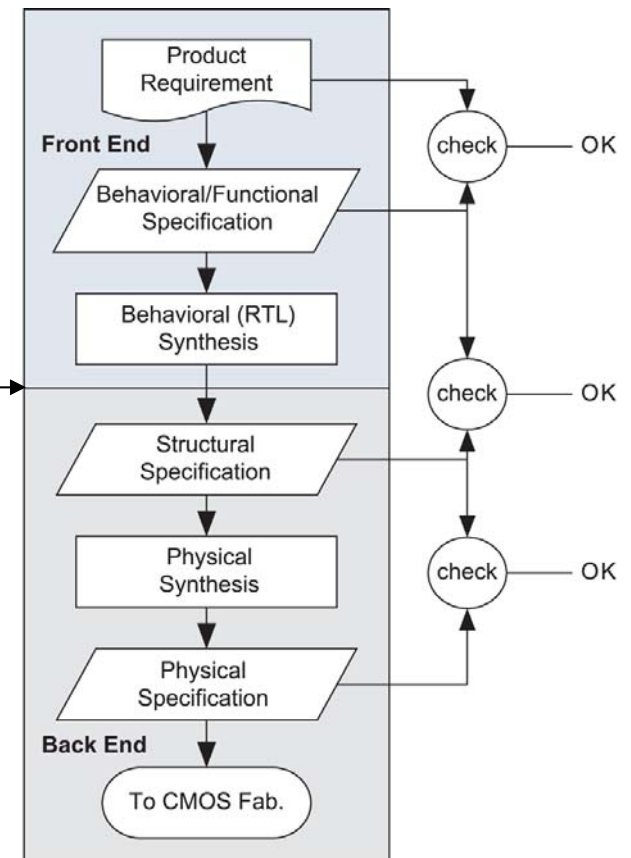 Product
Requirement
Front End
check
OK
Behavioral/Functional
Specification
Behavioral (RTL)
Synthesis
check
OK
Structural
Specification
Physical
Synthesis
check
OK
Physical
Specification
Back End
To CMOS Fab.